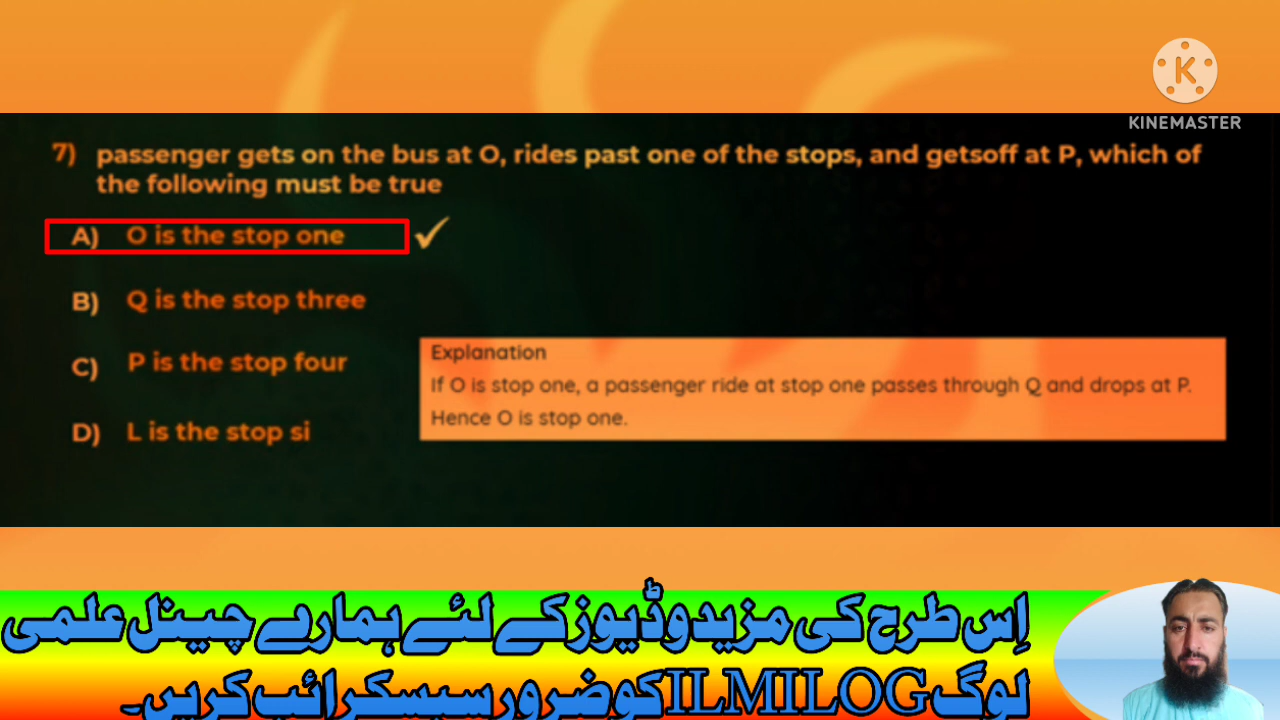 KINEMASTER
7) passenger gets on the bus at O, rides past one of the stops, and getsoff at P, which of
the following must be true
A) O is the stop one
B) Q is the stop three
C) P is the stop four
D) L is the stop si
Explanation
If O is stop one, a passenger ride at stop one passes through Q and drops at P.
Hence O is stop one.
اِس طرح کی مزید وڈیوز کے لئے ہمارے چینل علمی
لوگ ILMILOG کو ضرور سبسکرائب کریں۔